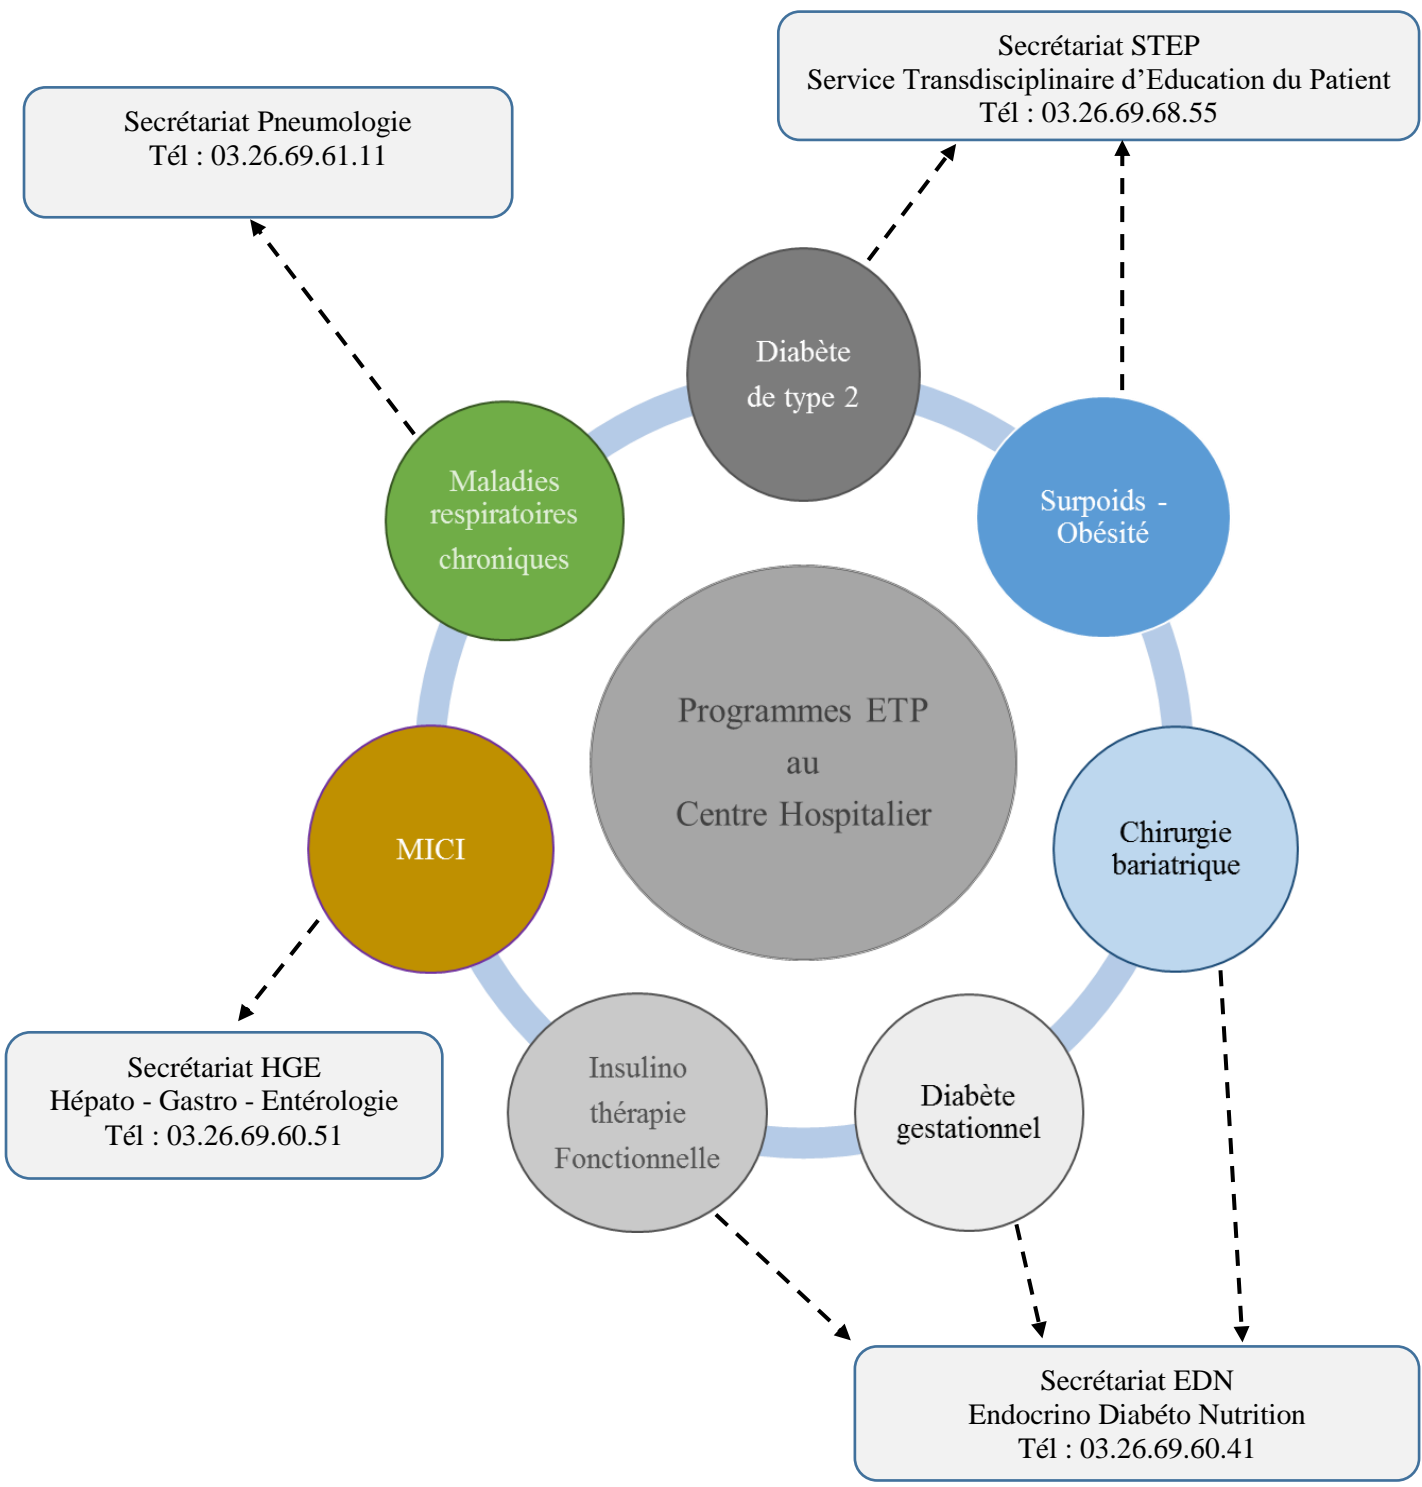 Secrétariat STEP
Service Transdisciplinaire d’Education du Patient
Tél : 03.26.69.68.55
Secrétariat Pneumologie
Tél : 03.26.69.61.11
Diabète
de type 2
Maladies
respiratoires
chroniques
Surpoids -
Obésité
Programmes ETP
au
Centre Hospitalier
MICI
Chirurgie
bariatrique
Insulino
thérapie
Fonctionnelle
Diabète
gestationnel
Secrétariat HGE
Hépato - Gastro - Entérologie
Tél : 03.26.69.60.51
Secrétariat EDN
Endocrino Diabéto Nutrition
Tél : 03.26.69.60.41